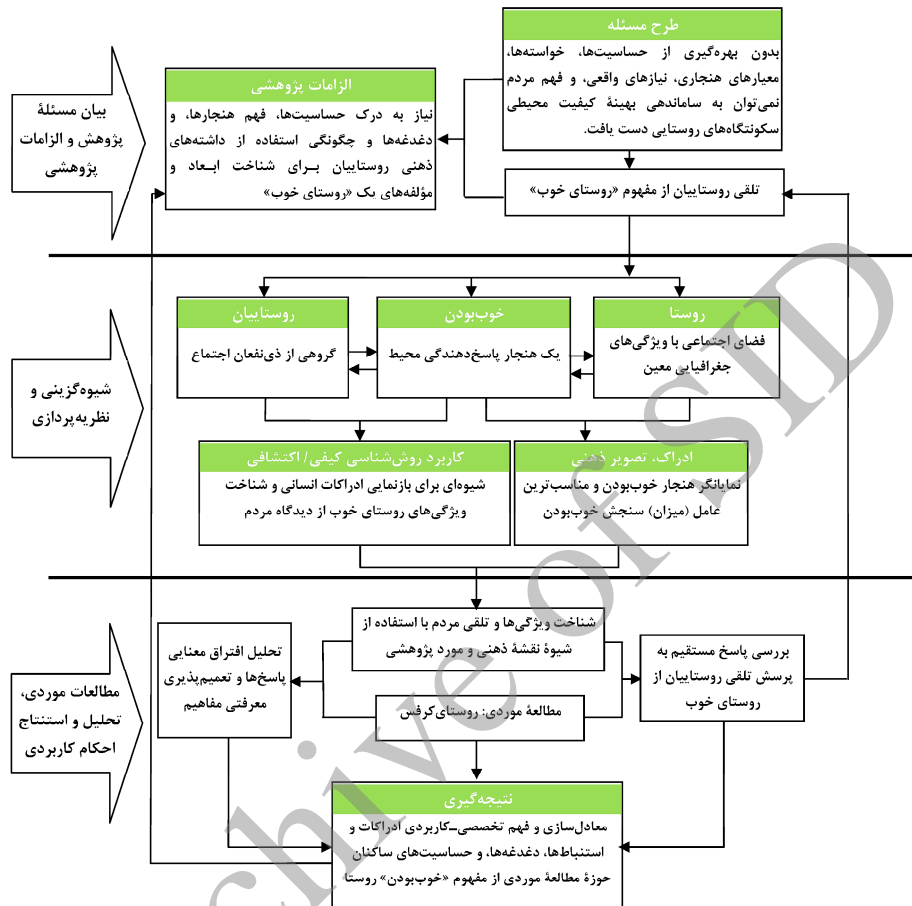 طرح مسئله
بدون بهره‌گیری از حساسیت‌ها، خواسته‌ها،
معیارهای هنجاری، نیازهای واقعی، و فهم مردم
نمی‌توان به ساماندهی بهینهٔ کیفیت محیطی
سکونتگاه‌های روستایی دست یافت.
الزامات پژوهشی
نیاز به درک حساسیت‌ها، فهم هنجارها، و
دغدغه‌ها و چگونگی استفاده از داشته‌های
ذهنی روستاییان برای شناخت ابعاد و
مؤلفه‌های یک «روستای خوب»
بیان مسئلهٔ
پژوهش و الزامات
پژوهشی
تلقی روستاییان از مفهوم «روستای خوب»
روستا
فضای اجتماعی با ویژگی‌های
جغرافیایی معین
خوب‌بودن
یک هنجار پاسخ‌دهندگی محیط
روستاییان
گروهی از ذی‌نفعان اجتماع
شیوه‌گزینی و
نظریه‌پردازی
ادراک، تصویر ذهنی
نمایانگر هنجار خوب‌بودن و مناسب‌ترین
عامل (میزان) سنجش خوب‌بودن
کاربرد روش‌شناسی کیفی/ اکتشافی
شیوه‌ای برای بازنمایی ادراکات انسانی و شناخت
ویژگی‌های روستای خوب از دیدگاه مردم
شناخت ویژگی‌ها و تلقی مردم با استفاده از
شیوهٔ نقشهٔ ذهنی و مورد پژوهشی
بررسی پاسخ مستقیم به
پرسش تلقی روستاییان از
روستای خوب
تحلیل افتراق معنایی
پاسخ‌ها و تعمیم‌پذیری
معرفتی مفاهیم
مطالعهٔ موردی: روستای‌کرفس
مطالعات موردی،
تحلیل و استنتاج
احکام کاربردی
نتیجه‌گیری
معادل‌سازی و فهم تخصصی-کاربردی ادراکات و
استنباط‌ها، دغدغه‌ها، و حساسیت‌های ساکنان
حوزهٔ مطالعهٔ موردی از مفهوم «خوب‌بودن» روستا
chive of SID